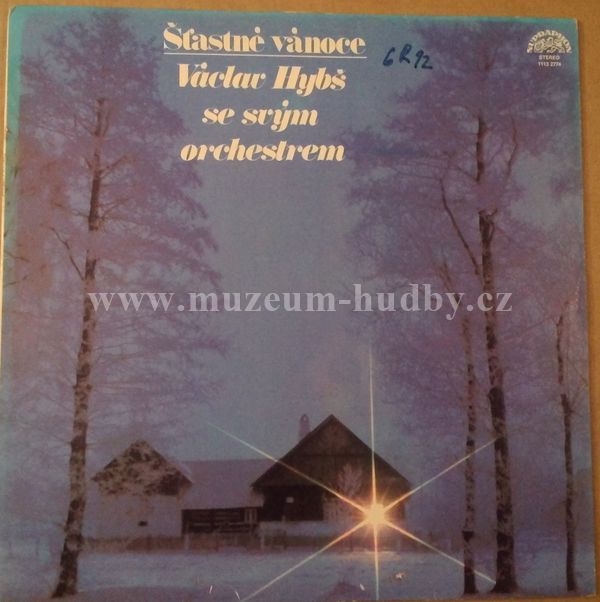 Šťastné vánoce
Václav Hybš
se svým
orchestrem
6R92
SUPRAPHON
STEREO
1113 2774
www.muzeum-hudby.cz